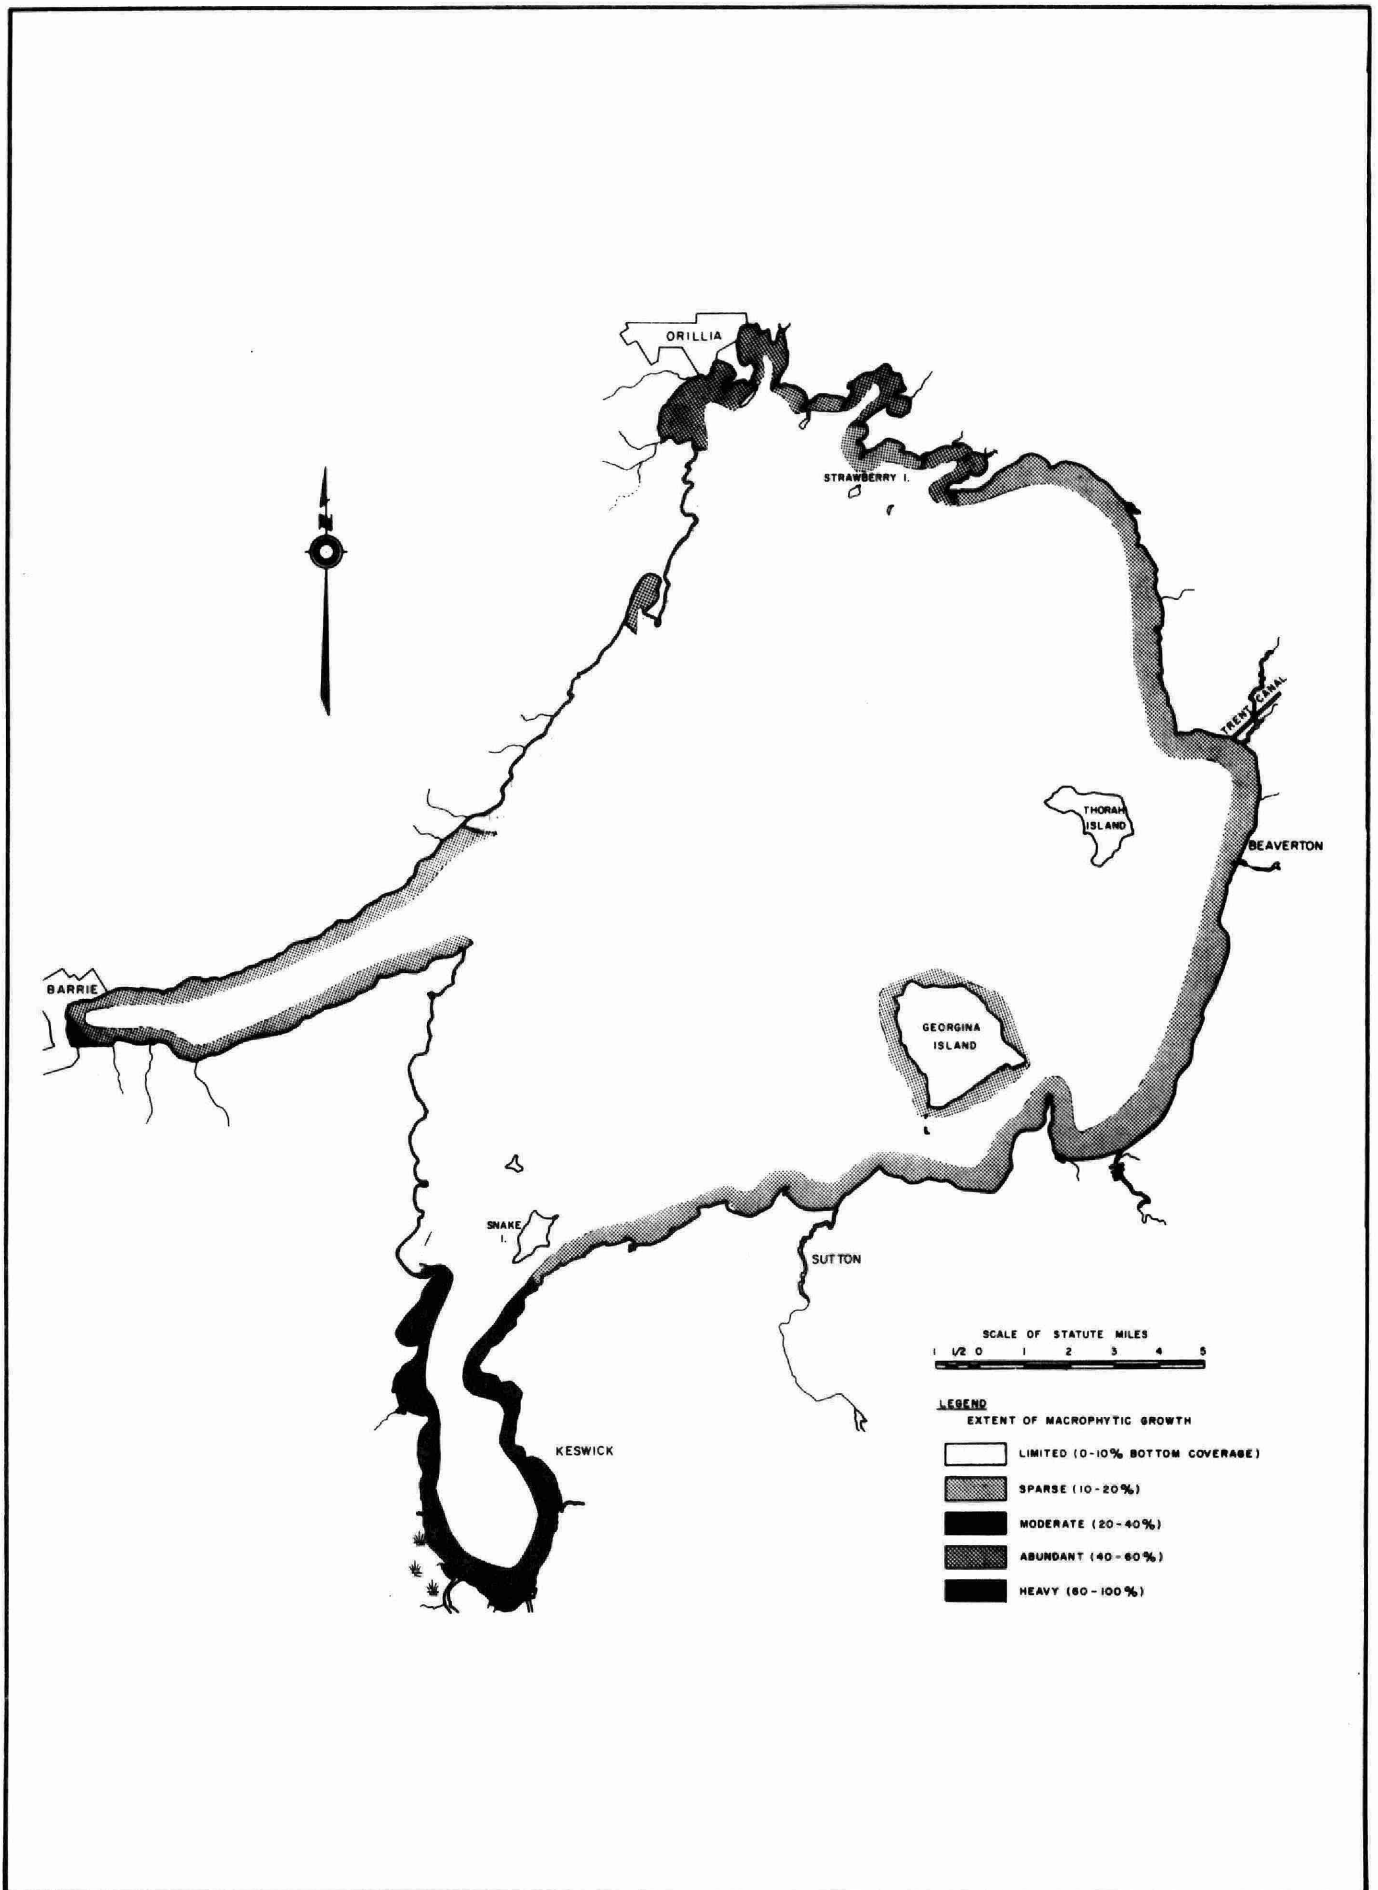 ORILLIA
STRAWBERRY I.
N
TRENT CANAL
THORAH
ISLAND
BEAVERTON
BARRIE
GEORGINA
ISLAND
SNAKE
I.
SUTTON
SCALE OF STATUTE MILES
1 1/2 0 1 2 3 4 5
LEGEND
EXTENT OF MACROPHYTIC GROWTH
LIMITED (0-10% BOTTOM COVERAGE)
SPARSE (10-20%)
MODERATE (20-40%)
ABUNDANT (40-60%)
HEAVY (60-100%)
KESWICK